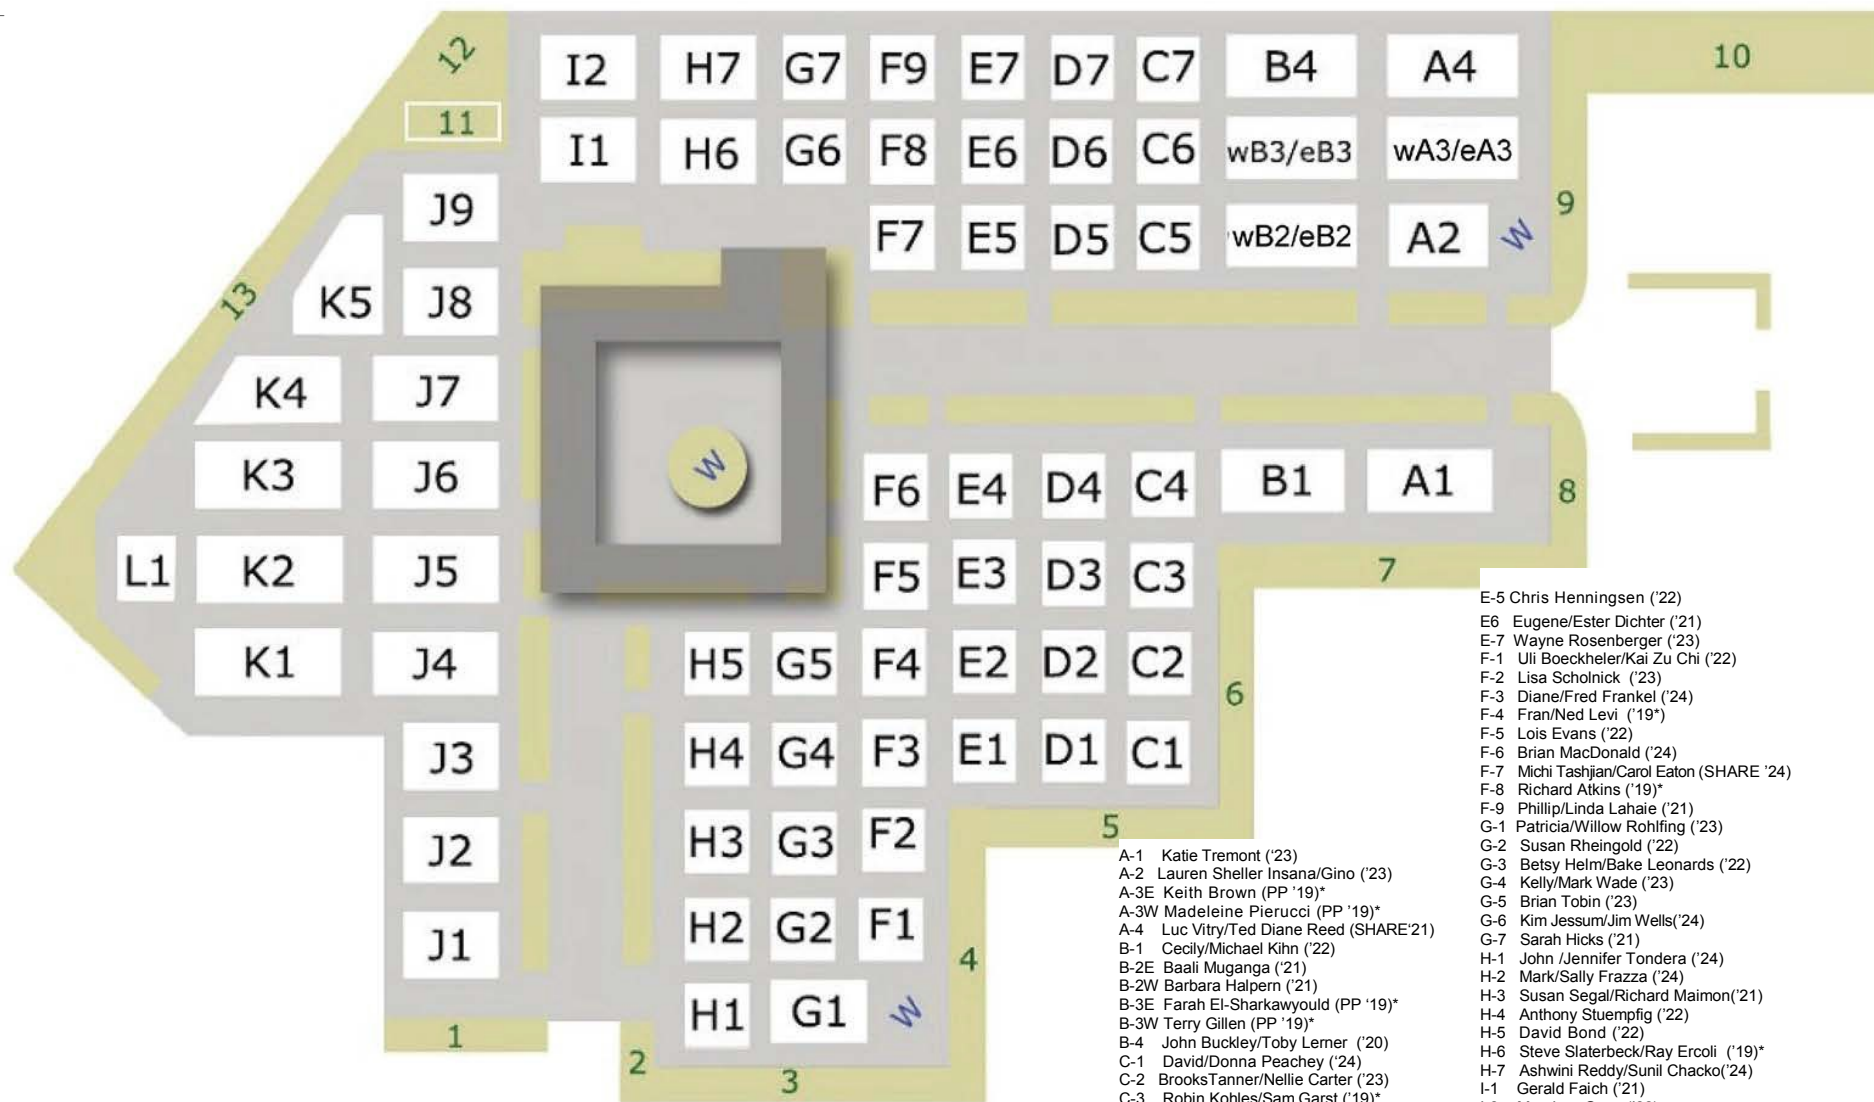 12 I2 H7 G7 F9 E7 D7 C7 B4 A4 10
11 I1 H6 G6 F8 E6 D6 C6 wB3/eB3 wA3/eA3
J9 F7 E5 D5 C5 wB2/eB2 A2 W 9
13 K5 J8
K4 J7
K3 J6 W F6 E4 D4 C4 B1 A1 8
L1 K2 J5 F5 E3 D3 C3 7
K1 J4 H5 G5 F4 E2 D2 C2 6
J3 H4 G4 F3 E1 D1 C1
J2 H3 G3 F2 5
J1 H2 G2 F1 4
H1 G1 W
1 2 3
A-1 Katie Tremont (‘23)
A-2 Lauren Sheller Insana/Gino (‘23)
A-3E Keith Brown (PP ’19)*
A-3W Madeleine Pierucci (PP ’19)*
A-4 Luc Vitry/Ted Diane Reed (SHARE‘21)
B-1 Cecily/Michael Kihn (’22)
B-2E Baali Muganga (’21)
B-2W Barbara Halpern (’21)
B-3E Farah El-Sharkawyould (PP ‘19)*
B-3W Terry Gillen (PP ’19)*
B-4 John Buckley/Toby Lerner (’20)
C-1 David/Donna Peachey (‘24)
C-2 BrooksTanner/Nellie Carter (’23)
C-3 Robin Kohles/Sam Garst (’19)*
E-5 Chris Henningsen (’22)
E6 Eugene/Ester Dichter (’21)
E-7 Wayne Rosenberger (’23)
F-1 Uli Boeckheler/Kai Zu Chi (’22)
F-2 Lisa Scholnick (’23)
F-3 Diane/Fred Frankel (’24)
F-4 Fran/Ned Levi (’19*)
F-5 Lois Evans (’22)
F-6 Brian MacDonald (’24)
F-7 Michi Tashjian/Carol Eaton (SHARE ’24)
F-8 Richard Atkins (’19)*
F-9 Phillip/Linda Lahaie (’21)
G-1 Patricia/Willow Rohlfing (’23)
G-2 Susan Rheingold (’22)
G-3 Betsy Helm/Bake Leonards (’22)
G-4 Kelly/Mark Wade (’23)
G-5 Brian Tobin (’23)
G-6 Kim Jessum/Jim Wells(’24)
G-7 Sarah Hicks (’21)
H-1 John /Jennifer Tondera (’24)
H-2 Mark/Sally Frazza (’24)
H-3 Susan Segal/Richard Maimon(’21)
H-4 Anthony Stuempfig (’22)
H-5 David Bond (’22)
H-6 Steve Slaterbeck/Ray Ercoli (’19)*
H-7 Ashwini Reddy/Sunil Chacko(’24)
I-1 Gerald Faich (’21)